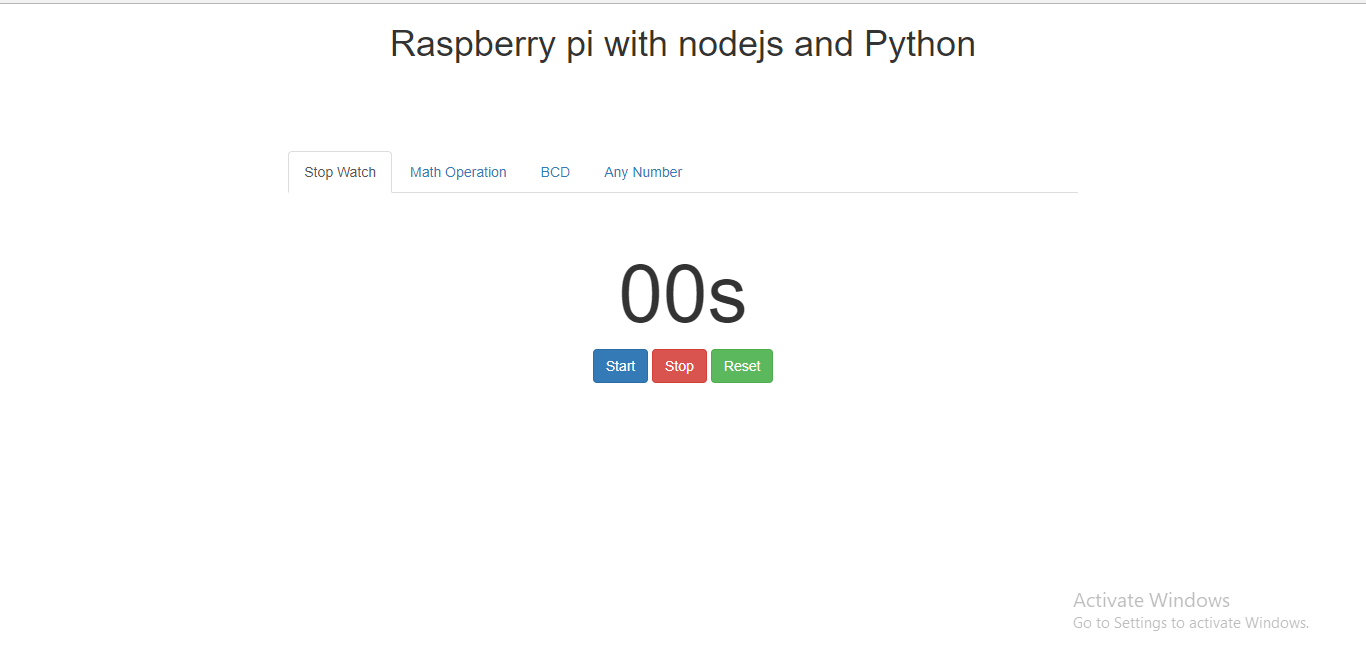 Raspberry pi with nodejs and Python
Stop Watch Math Operation BCD Any Number
00s
Start Stop Reset
Activate Windows
Go to Settings to activate Windows.